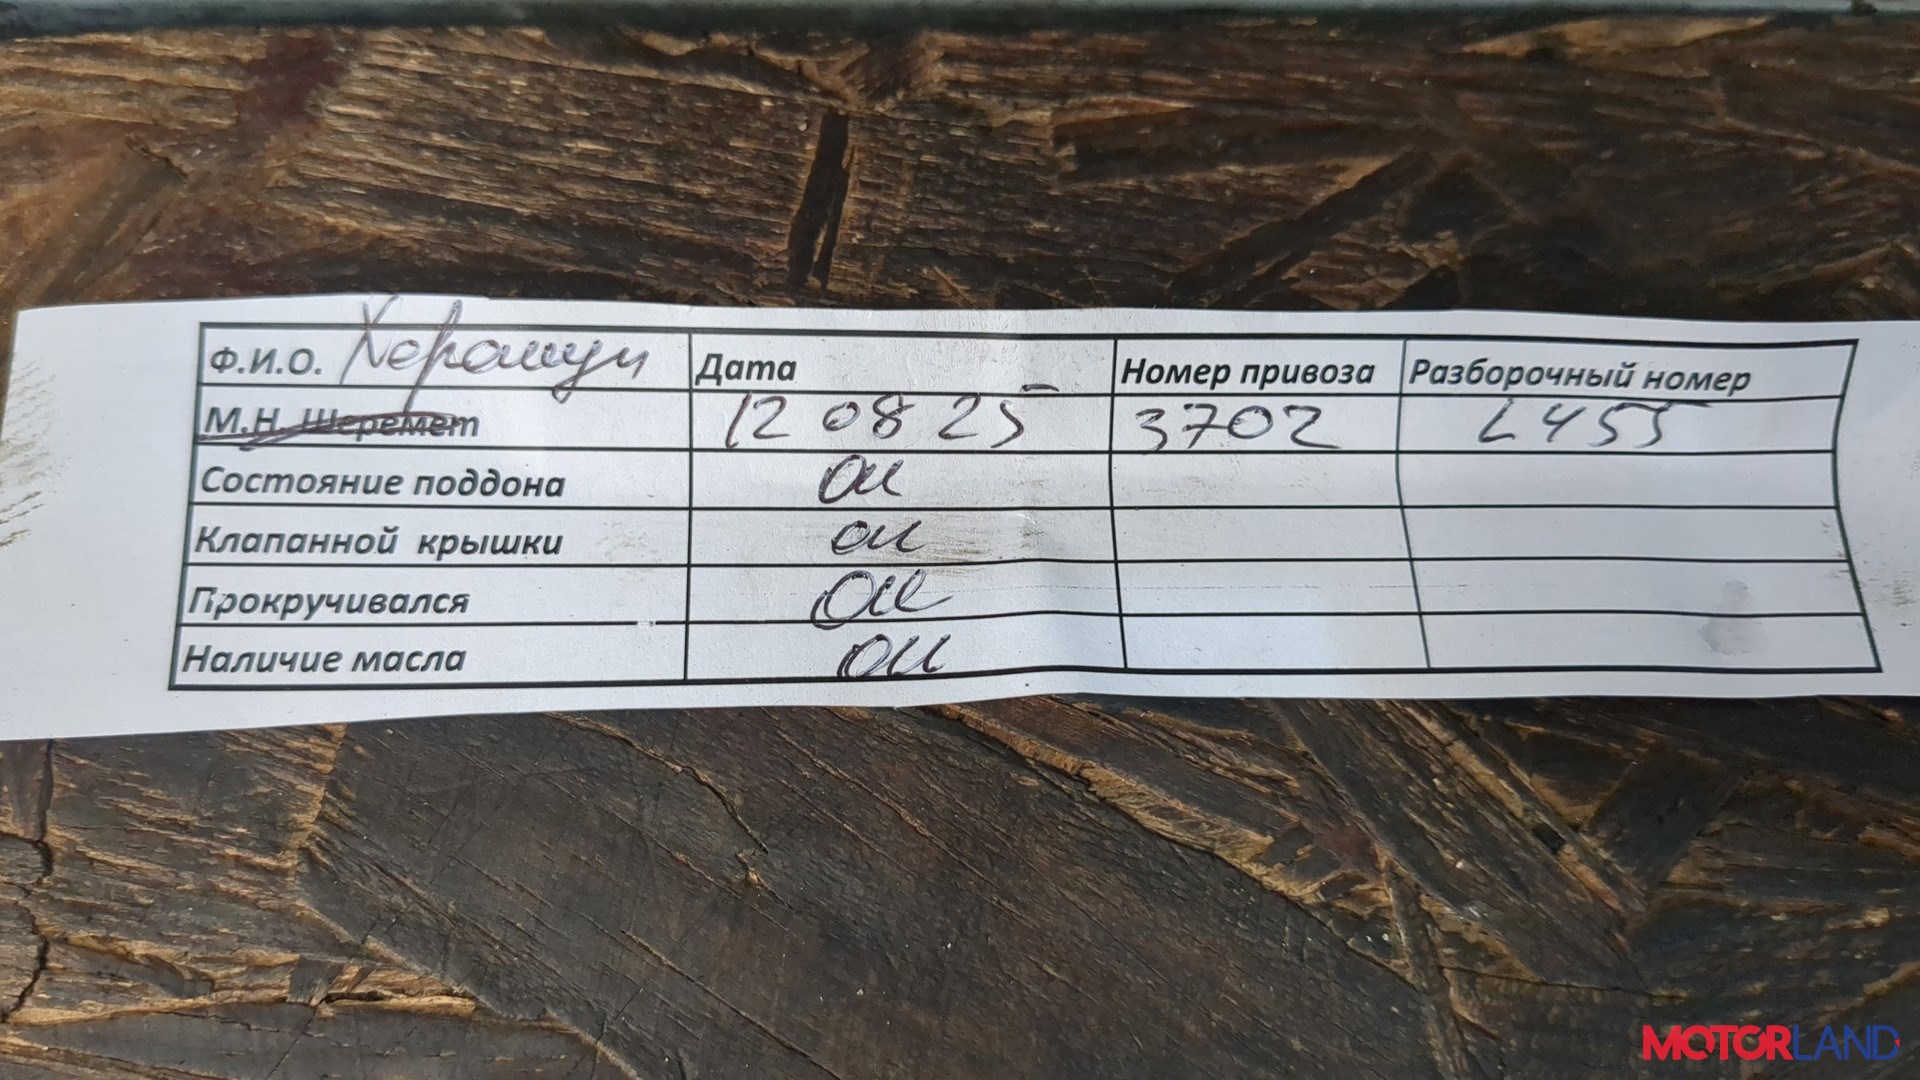 Ф.И.О. Дата Номер привоза Разборочный номер
М.Н. Шеремет 12 08 25 3702 L455
Состояние поддона ок
Клапанной крышки ок
Прокручивался ок
Наличие масла ок
MOTORLAND